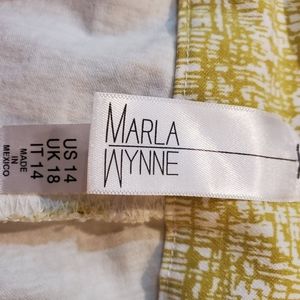 MARLA
WYNNE
US 14
UK 18
IT 14
MADE
IN
MEXICO